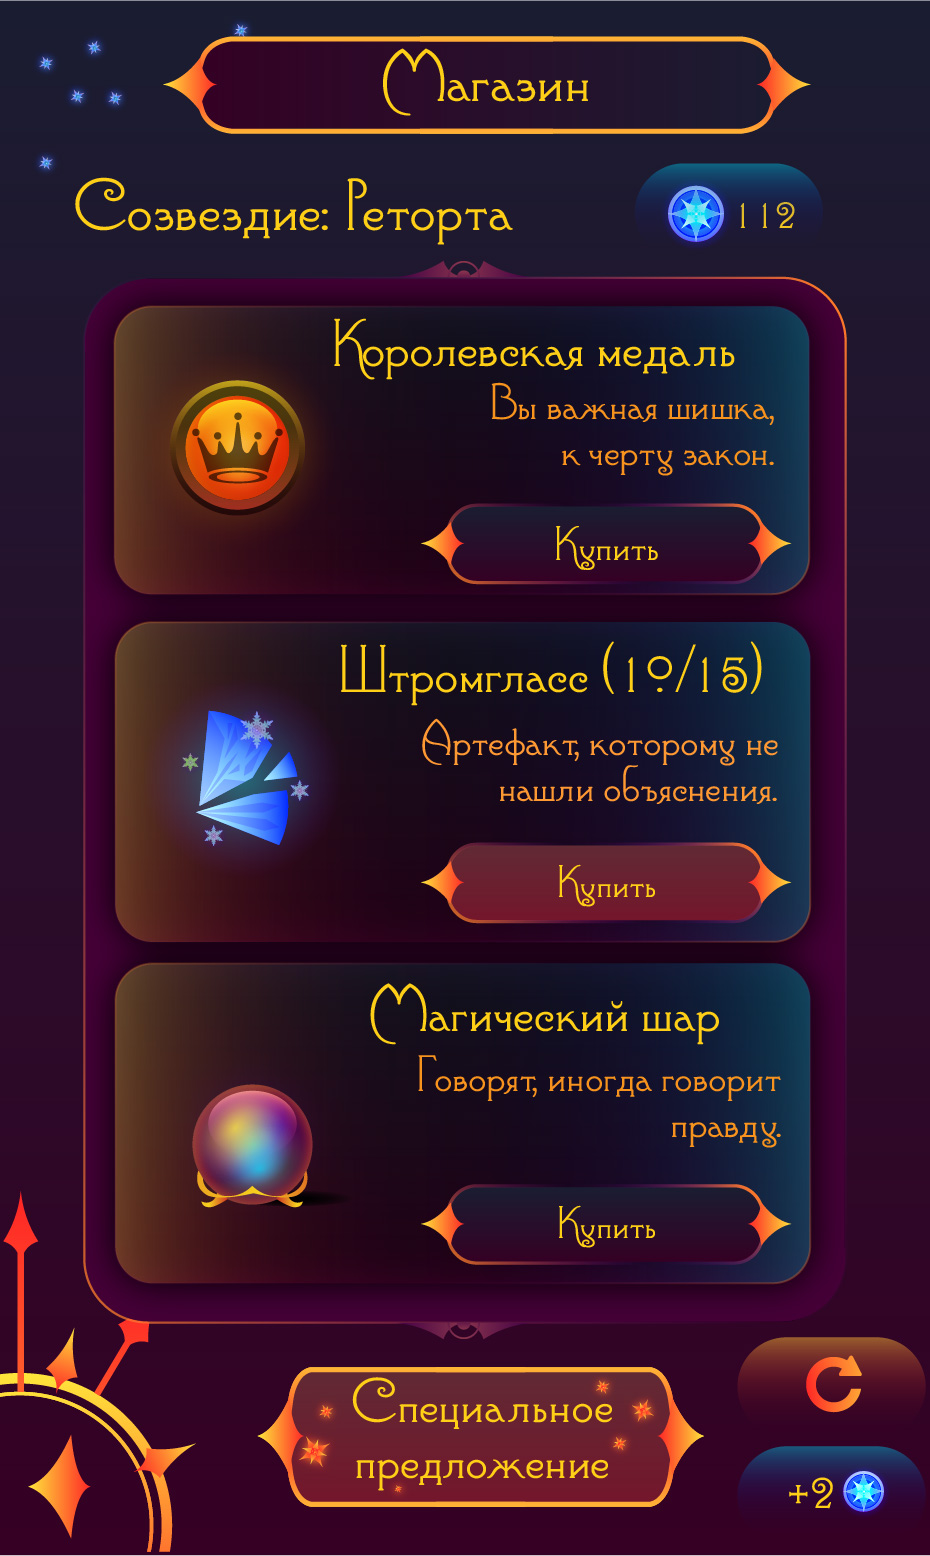 Магазин
Созвездие: Реторта
112
Королевская медаль
Вы важная шишка,
к черту закон.
Купить
Штромгласс (10/15)
Артефакт, которому не
нашли объяснения.
Купить
Магический шар
Говорят, иногда говорит
правду.
Купить
Специальное
предложение
+2